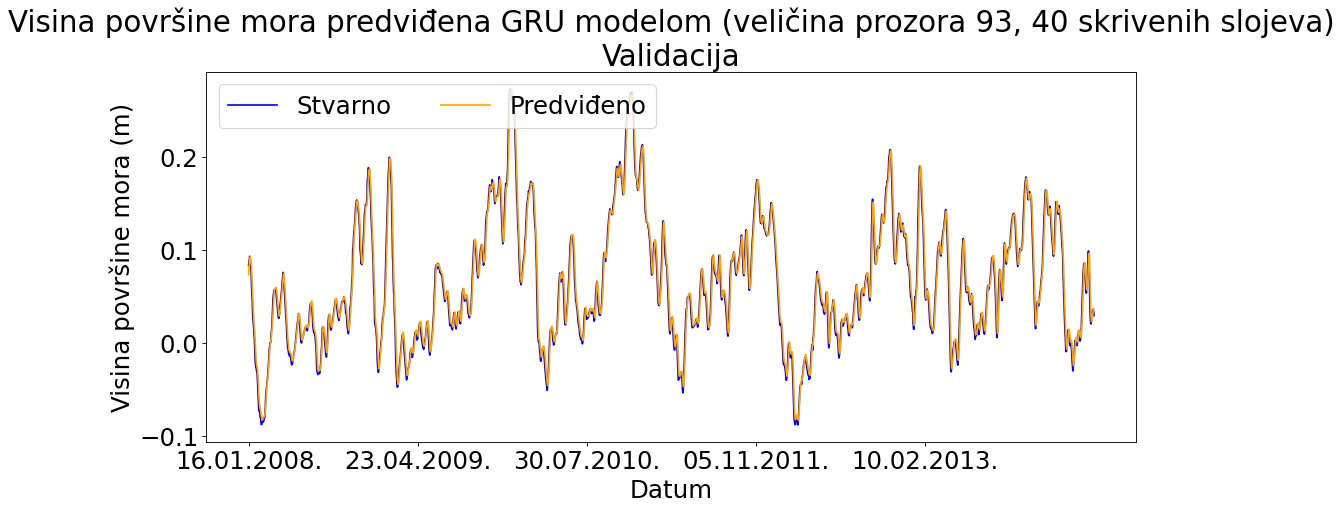 Visina površine mora predviđena GRU modelom (veličina prozora 93, 40 skrivenih slojeva)
Validacija
Stvarno
Predviđeno
Visina površine mora (m)
0.2
0.1
0.0
−0.1
16.01.2008.
23.04.2009.
30.07.2010.
05.11.2011.
10.02.2013.
Datum